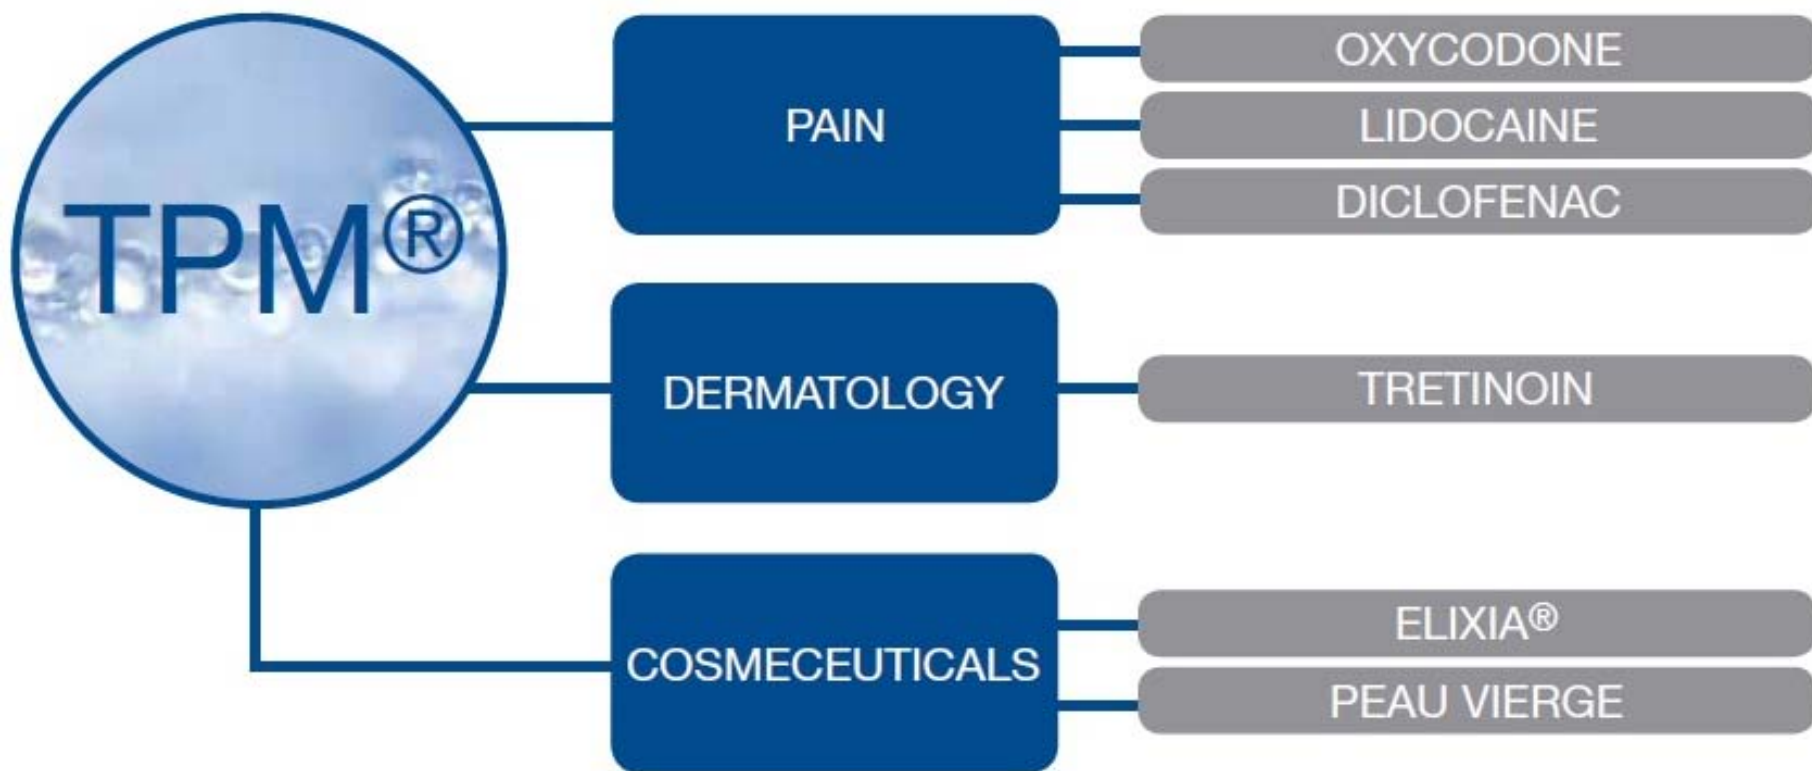 TPM®
PAIN
OXYCODONE
LIDOCAINE
DICLOFENAC
DERMATOLOGY
TRETINOIN
COSMECEUTICALS
ELIXIA®
PEAU VIERGE